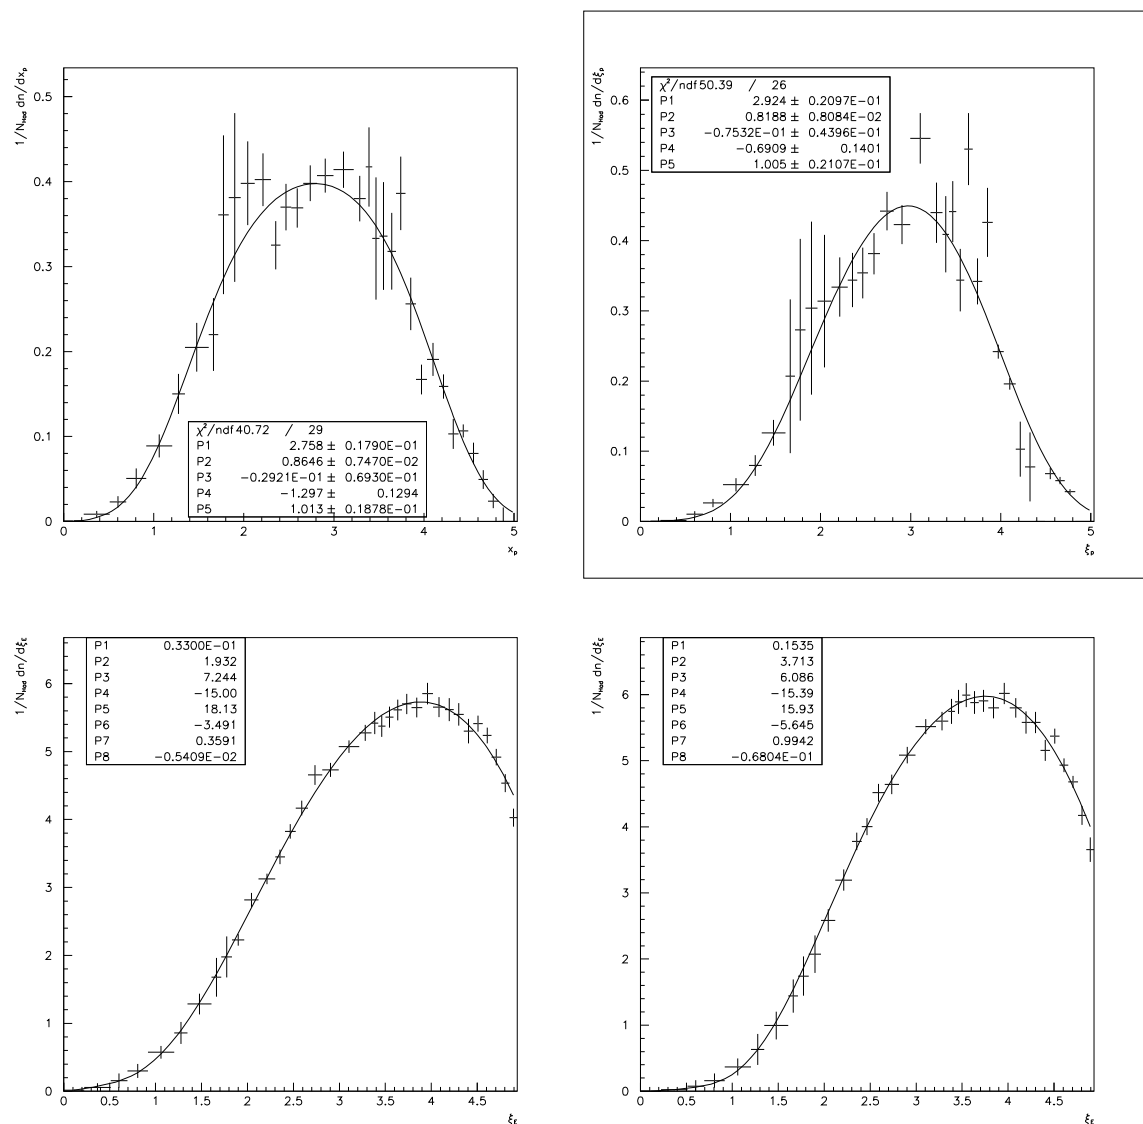 1/N_Had dn/dx_p
0.5
0.4
0.3
0.2
0.1
0
0 1 2 3 4 5
x_p
χ²/ndf 40.72 / 29
P1 2.758 ± 0.1790E-01
P2 0.8646 ± 0.7470E-02
P3 -0.2921E-01 ± 0.6930E-01
P4 -1.297 ± 0.1294
P5 1.013 ± 0.1878E-01
1/N_Had dn/dξ_p
0.6
0.5
0.4
0.3
0.2
0.1
0
0 1 2 3 4 5
ξ_p
χ²/ndf 50.39 / 26
P1 2.924 ± 0.2097E-01
P2 0.8188 ± 0.8084E-02
P3 -0.7532E-01 ± 0.4396E-01
P4 -0.6909 ± 0.1401
P5 1.005 ± 0.2107E-01
1/N_Had dn/dξ_E
6
5
4
3
2
1
0
0 0.5 1 1.5 2 2.5 3 3.5 4 4.5
ξ_E
P1 0.3300E-01
P2 1.932
P3 7.244
P4 -15.00
P5 18.13
P6 -3.491
P7 0.3591
P8 -0.5409E-02
1/N_Had dn/dξ_E
6
5
4
3
2
1
0
0 0.5 1 1.5 2 2.5 3 3.5 4 4.5
ξ_E
P1 0.1535
P2 3.713
P3 6.086
P4 -15.39
P5 15.93
P6 -5.645
P7 0.9942
P8 -0.6804E-01